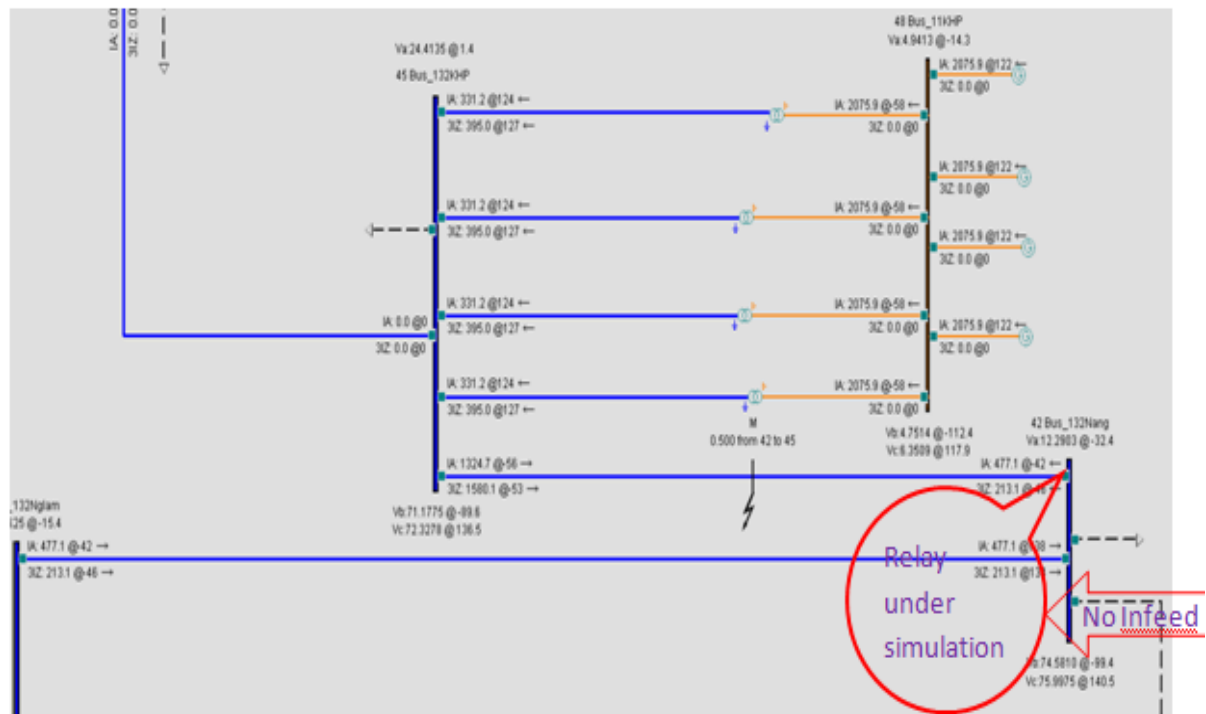 IA: 0.0
3IZ: 0.0
Va:24.4135 @1.4
45 Bus_132KHP
48 Bus_11KHP
Va:4.9413 @-14.3
IA: 2075.9 @122 ←
3IZ: 0.0 @0
IA: 331.2 @124 ←
3IZ: 395.0 @127 ←
IA: 2075.9 @-58 ←
3IZ: 0.0 @0
IA: 2075.9 @122 ←
3IZ: 0.0 @0
IA: 331.2 @124 ←
3IZ: 395.0 @127 ←
IA: 2075.9 @-58 ←
3IZ: 0.0 @0
IA: 2075.9 @122 ←
3IZ: 0.0 @0
IA: 331.2 @124 ←
3IZ: 395.0 @127 ←
IA: 2075.9 @-58 ←
3IZ: 0.0 @0
IA: 2075.9 @122 ←
3IZ: 0.0 @0
IA: 0.0 @0
3IZ: 0.0 @0
IA: 331.2 @124 ←
3IZ: 395.0 @127 ←
IA: 2075.9 @-58 ←
3IZ: 0.0 @0
M
0.500 from 42 to 45
Vb:4.7514 @-112.4
Vc:6.3509 @117.9
42 Bus_132Nang
Va:12.2903 @-32.4
IA: 1324.7 @-56 →
3IZ: 1580.1 @-53 →
IA: 477.1 @-42 ←
3IZ: 213.1
Vb:71.1775 @-89.6
Vc:72.3278 @136.5
_132Nglam
@-15.4
IA: 477.1 @-42 →
3IZ: 213.1 @-46 →
IA: 477.1 →
3IZ: 213.1 →
Relay
under
simulation
No Infeed
Vb:74.5810 @-99.4
Vc:75.9975 @140.5